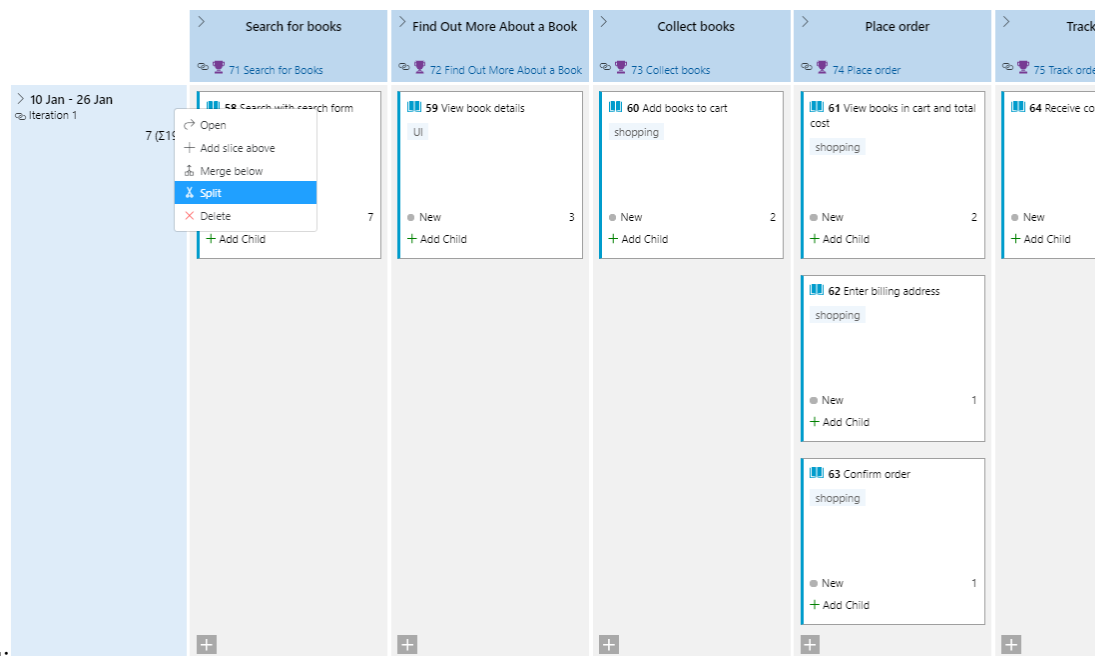 Search for books
71 Search for Books
Find Out More About a Book
72 Find Out More About a Book
Collect books
73 Collect books
Place order
74 Place order
Track
75 Track orde
10 Jan - 26 Jan
Iteration 1
7 (Σ19
Open
Add slice above
Merge below
Split
Delete
58 Search with search form
7
+ Add Child
59 View book details
UI
New 3
+ Add Child
60 Add books to cart
shopping
New 2
+ Add Child
61 View books in cart and total
cost
shopping
New 2
+ Add Child
62 Enter billing address
shopping
New 1
+ Add Child
63 Confirm order
shopping
New 1
+ Add Child
64 Receive co
New
+ Add Child